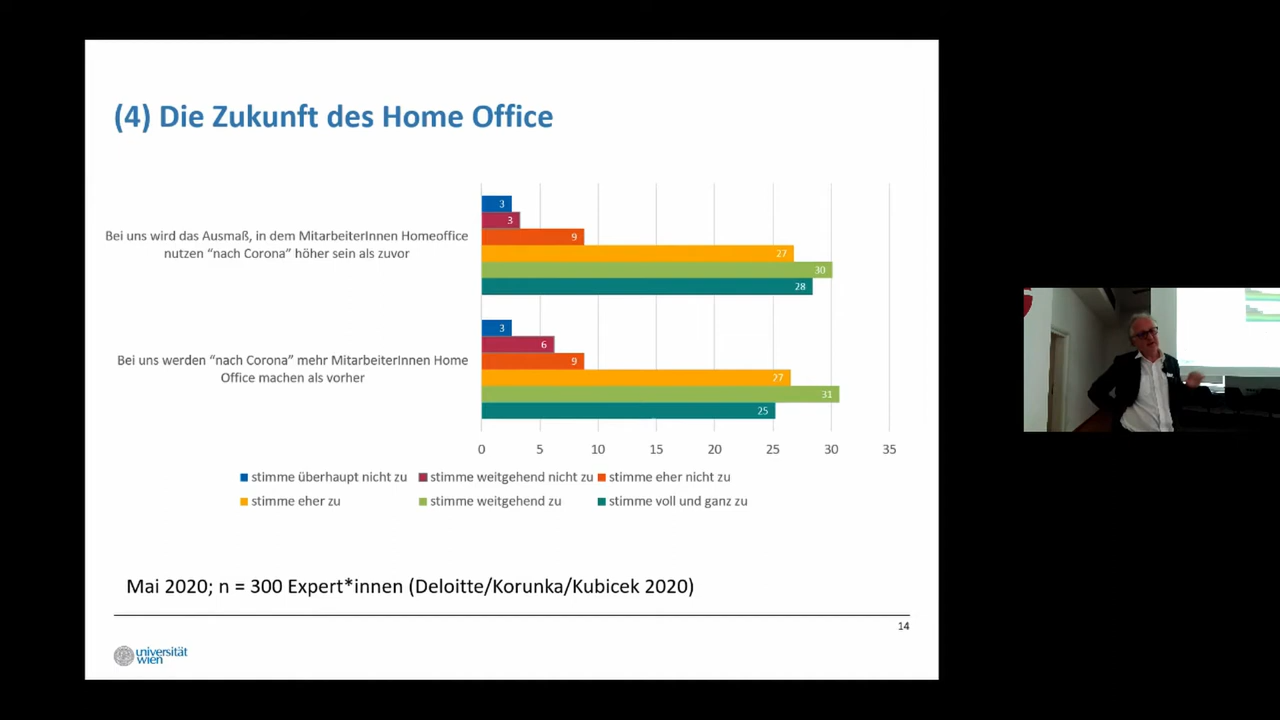 (4) Die Zukunft des Home Office
Bei uns wird das Ausmaß, in dem MitarbeiterInnen Homeoffice
nutzen “nach Corona” höher sein als zuvor
3
3
9
27
30
28
Bei uns werden “nach Corona” mehr MitarbeiterInnen Home
Office machen als vorher
3
6
9
27
31
25
0 5 10 15 20 25 30 35
stimme überhaupt nicht zu stimme weitgehend nicht zu stimme eher nicht zu
stimme eher zu stimme weitgehend zu stimme voll und ganz zu
Mai 2020; n = 300 Expert*innen (Deloitte/Korunka/Kubicek 2020)
14
universität
wien